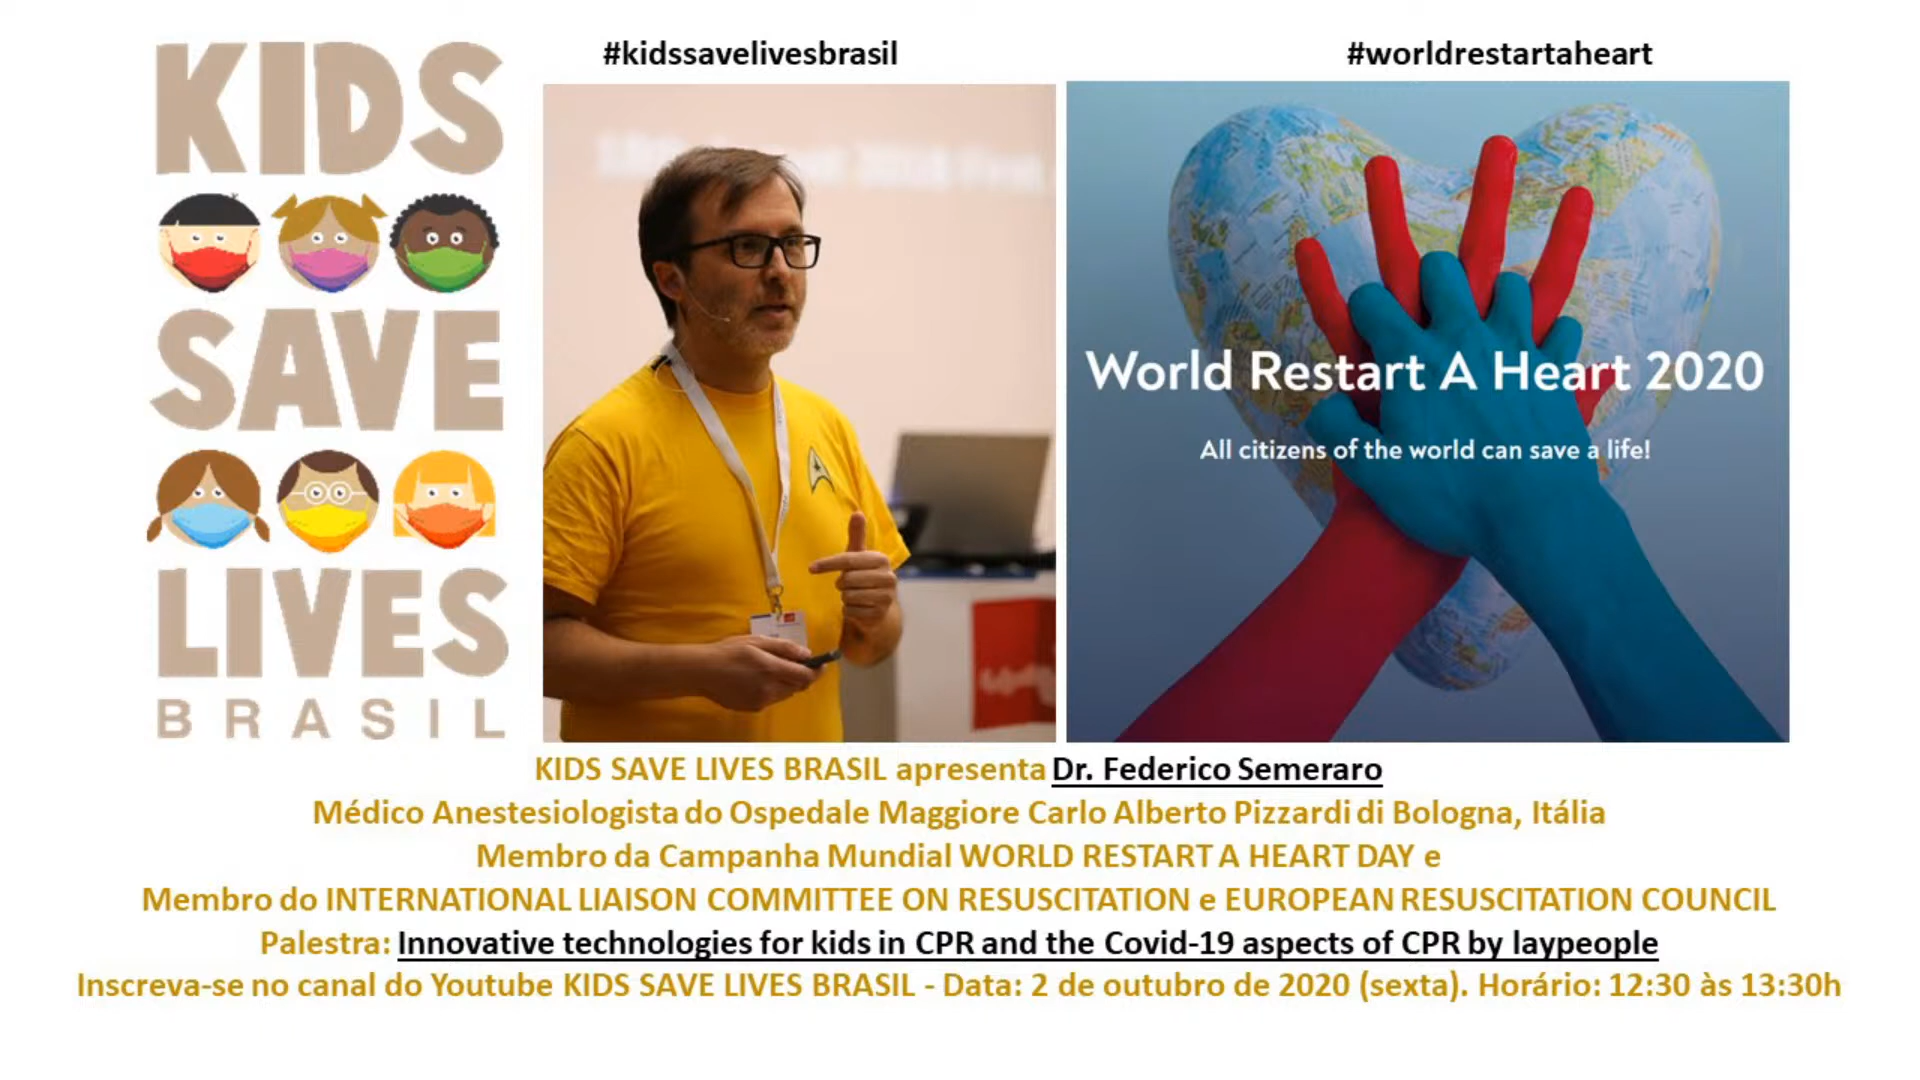 KIDS
SAVE
LIVES
BRASIL
#kidssavelivesbrasil
#worldrestartaheart
World Restart A Heart 2020
All citizens of the world can save a life!
KIDS SAVE LIVES BRASIL apresenta Dr. Federico Semeraro
Médico Anestesiologista do Ospedale Maggiore Carlo Alberto Pizzardi di Bologna, Itália
Membro da Campanha Mundial WORLD RESTART A HEART DAY e
Membro do INTERNATIONAL LIAISON COMMITTEE ON RESUSCITATION e EUROPEAN RESUSCITATION COUNCIL
Palestra: Innovative technologies for kids in CPR and the Covid-19 aspects of CPR by laypeople
Inscreva-se no canal do Youtube KIDS SAVE LIVES BRASIL - Data: 2 de outubro de 2020 (sexta). Horário: 12:30 às 13:30h